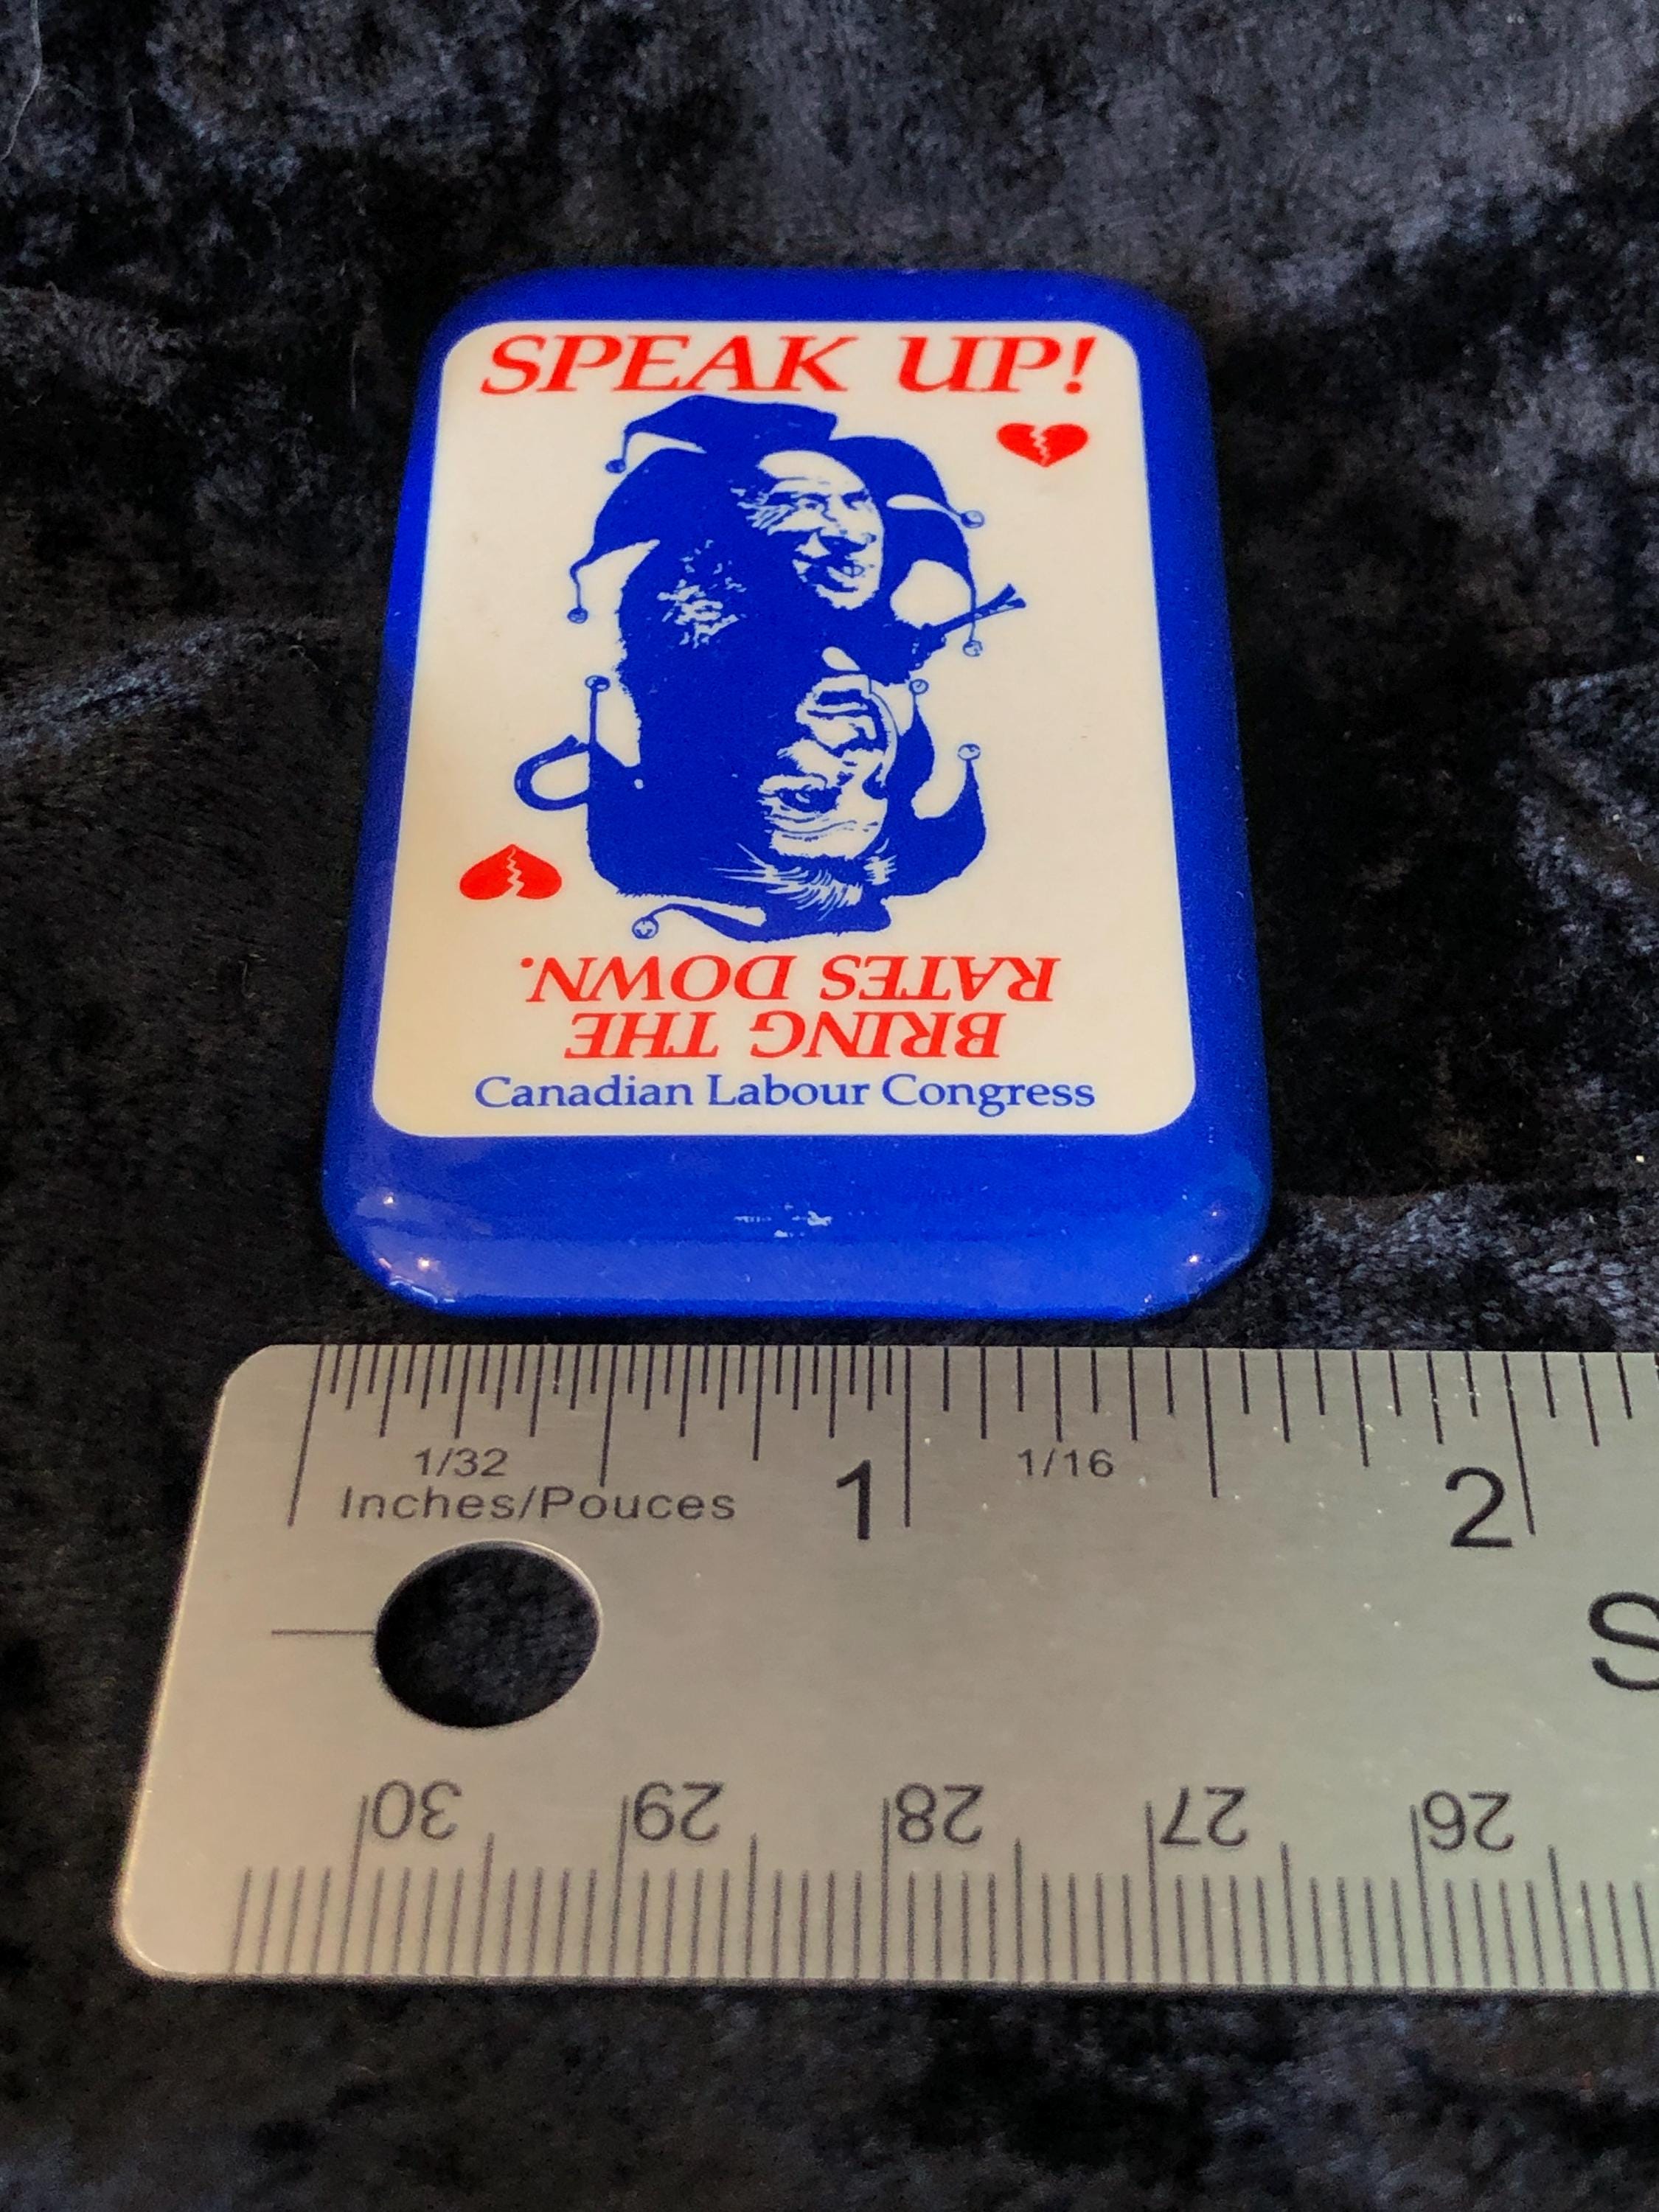 SPEAK UP!
BRING THE
RATES DOWN.
Canadian Labour Congress
1/32
1/16
Inches/Pouces
1
2
S
30 29 28 27 26